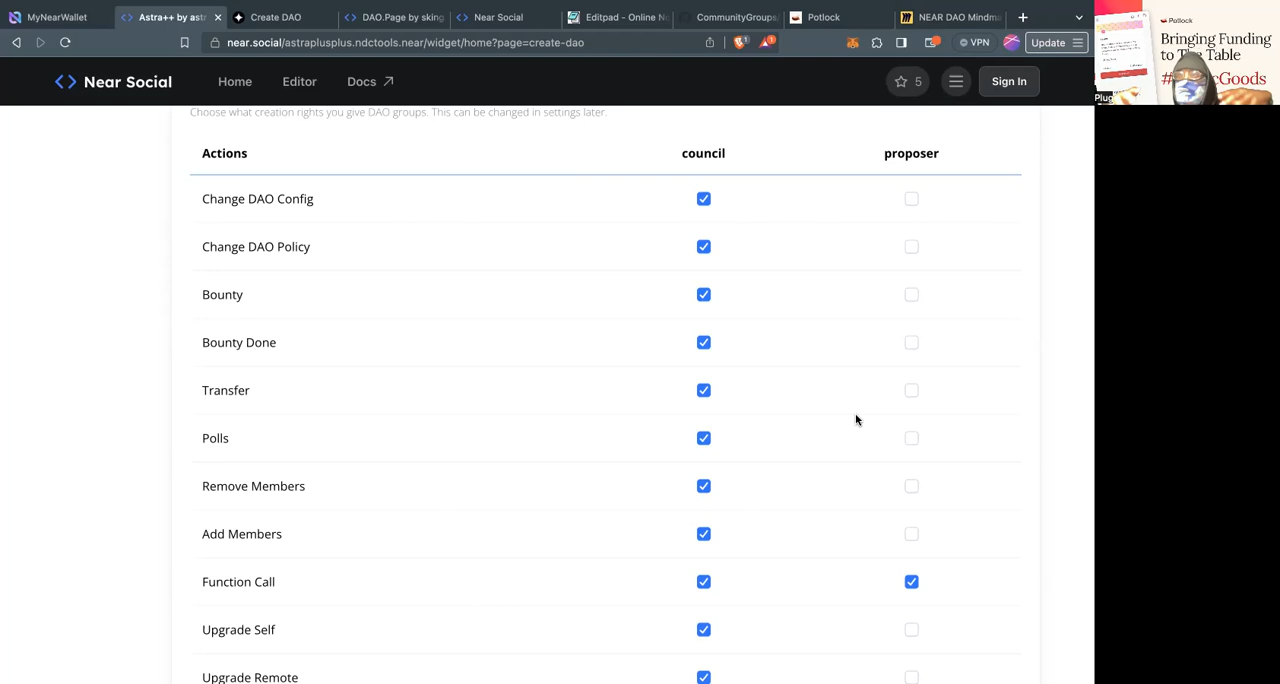 MyNearWallet
Astra++ by astr
Create DAO
DAO.Page by sking
Near Social
Editpad - Online No
CommunityGroups
Potlock
NEAR DAO Mindma
near.social/astraplusplus.ndctools.near/widget/home?page=create-dao
VPN
Update
Near Social
Home
Editor
Docs
5
Sign In
Potlock
Bringing Funding
to The Table
Plug
Choose what creation rights you give DAO groups. This can be changed in settings later.
Actions council proposer
Change DAO Config
Change DAO Policy
Bounty
Bounty Done
Transfer
Polls
Remove Members
Add Members
Function Call
Upgrade Self
Upgrade Remote